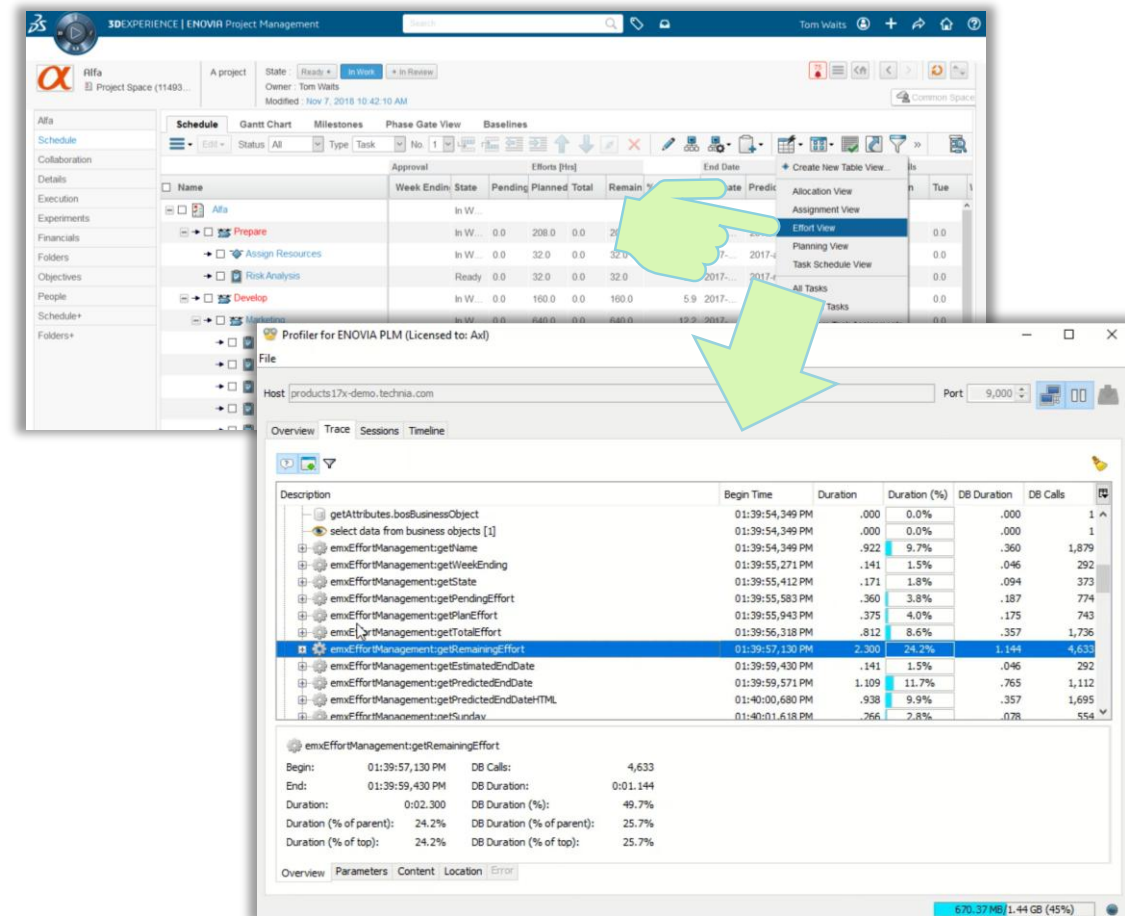 3DEXPERIENCE | ENOVIA Project Management
Search
Tom Waits
Alfa
Project Space (11493...
A project
State : Ready + In Work + In Review
Owner : Tom Waits
Modified : Nov 7, 2018 10:42:10 AM
Common Space
Alfa
Schedule
Collaboration
Details
Execution
Experiments
Financials
Folders
Objectives
People
Schedule+
Folders+
Schedule Gantt Chart Milestones Phase Gate View Baselines
Edit Status All Type Task No. 1 »
Approval Efforts [Hrs] End Date
Name Week Endin State Pending Planned Total Remain Tue
Alfa In W...
Prepare In W... 0.0 208.0 0.0 0.0
Assign Resources In W... 0.0 32.0 0.0 32.0 0.0
Risk Analysis Ready 0.0 32.0 0.0 32.0 2017-... 0.0
Develop In W... 0.0 160.0 0.0 160.0 5.9 2017-... 0.0
Marketing In W... 0.0 640.0 0.0 640.0 12.2 2017-... 0.0
Create New Table View...
Allocation View
Assignment View
Effort View
Planning View
Task Schedule View
All Tasks
Tasks
Profiler for ENOVIA PLM (Licensed to: Axl)
File
Host products17x-demo.technia.com Port 9,000
Overview Trace Sessions Timeline
Description Begin Time Duration Duration (%) DB Duration DB Calls
getAttributes.bosBusinessObject 01:39:54,349 PM .000 0.0% .000 1
select data from business objects [1] 01:39:54,349 PM .000 0.0% .000 1
emxEffortManagement:getName 01:39:54,349 PM .922 9.7% .360 1,879
emxEffortManagement:getWeekEnding 01:39:55,271 PM .141 1.5% .046 292
emxEffortManagement:getState 01:39:55,412 PM .171 1.8% .094 373
emxEffortManagement:getPendingEffort 01:39:55,583 PM .360 3.8% .187 774
emxEffortManagement:getPlanEffort 01:39:55,943 PM .375 4.0% .175 743
emxEffortManagement:getTotalEffort 01:39:56,318 PM .812 8.6% .357 1,736
emxEffortManagement:getRemainingEffort 01:39:57,130 PM 2.300 24.2% 1.144 4,633
emxEffortManagement:getEstimatedEndDate 01:39:59,430 PM .141 1.5% .046 292
emxEffortManagement:getPredictedEndDate 01:39:59,571 PM 1.109 11.7% .765 1,112
emxEffortManagement:getPredictedEndDateHTML 01:40:00,680 PM .938 9.9% .357 1,695
emxEffortManagement:getSunday 01:40:01,618 PM .266 2.8% .078 554
emxEffortManagement:getRemainingEffort
Begin: 01:39:57,130 PM DB Calls: 4,633
End: 01:39:59,430 PM DB Duration: 0:01.144
Duration: 0:02.300 DB Duration (%): 49.7%
Duration (% of parent): 24.2% DB Duration (% of parent): 25.7%
Duration (% of top): 24.2% DB Duration (% of top): 25.7%
Overview Parameters Content Location Error
670.37 MB/1.44 GB (45%)